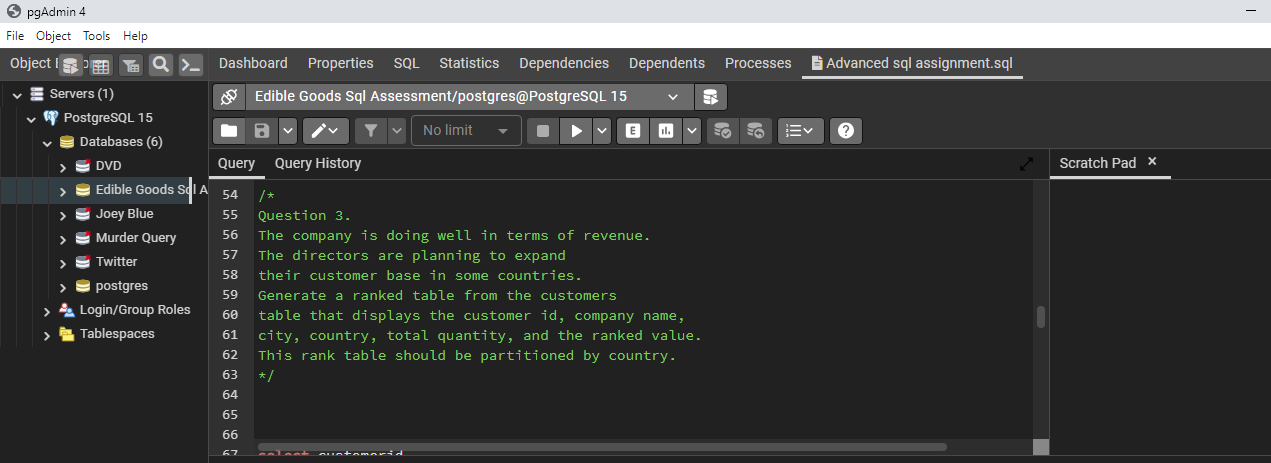 pgAdmin 4
File Object Tools Help
Object
Dashboard Properties SQL Statistics Dependencies Dependents Processes Advanced sql assignment.sql
Servers (1)
PostgreSQL 15
Databases (6)
DVD
Edible Goods Sql A
Joey Blue
Murder Query
Twitter
postgres
Login/Group Roles
Tablespaces
Edible Goods Sql Assessment/postgres@PostgreSQL 15
No limit
E
Query Query History
Scratch Pad
54 /*
55 Question 3.
56 The company is doing well in terms of revenue.
57 The directors are planning to expand
58 their customer base in some countries.
59 Generate a ranked table from the customers
60 table that displays the customer id, company name,
61 city, country, total quantity, and the ranked value.
62 This rank table should be partitioned by country.
63 */
64
65
66
67 select customerid